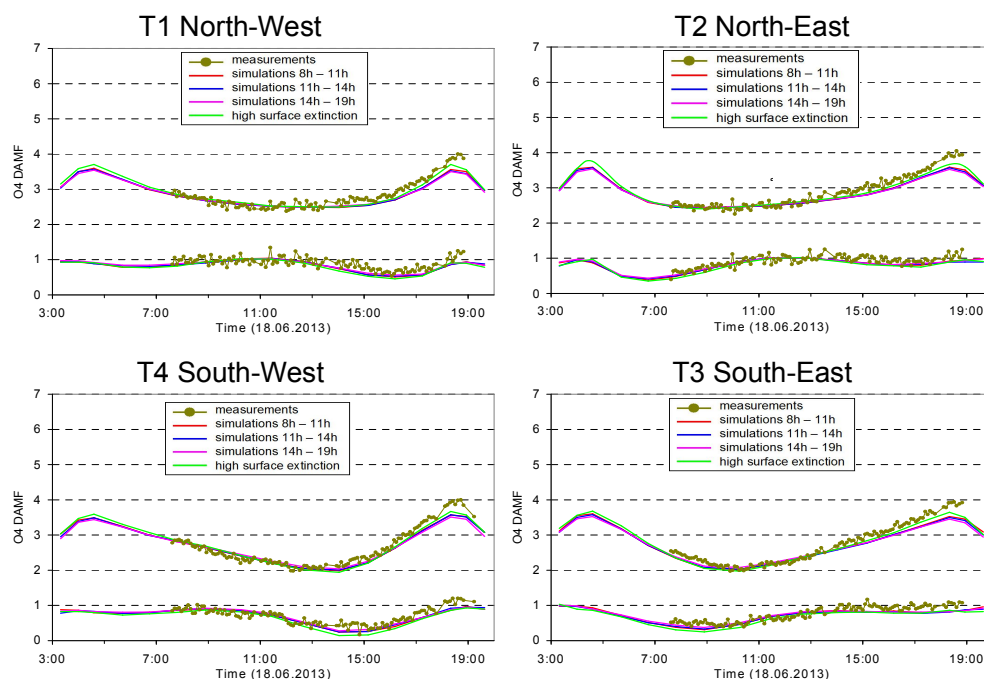 T1 North-West
7
6
5
4
3
2
1
0
O4 DAMF
measurements
simulations 8h – 11h
simulations 11h – 14h
simulations 14h – 19h
high surface extinction
3:00 7:00 11:00 15:00 19:00
Time (18.06.2013)
T2 North-East
7
6
5
4
3
2
1
0
O4 DAMF
measurements
simulations 8h – 11h
simulations 11h – 14h
simulations 14h – 19h
high surface extinction
3:00 7:00 11:00 15:00 19:00
Time (18.06.2013)
T4 South-West
7
6
5
4
3
2
1
0
O4 DAMF
measurements
simulations 8h – 11h
simulations 11h – 14h
simulations 14h – 19h
high surface extinction
3:00 7:00 11:00 15:00 19:00
Time (18.06.2013)
T3 South-East
7
6
5
4
3
2
1
0
O4 DAMF
measurements
simulations 8h – 11h
simulations 11h – 14h
simulations 14h – 19h
high surface extinction
3:00 7:00 11:00 15:00 19:00
Time (18.06.2013)